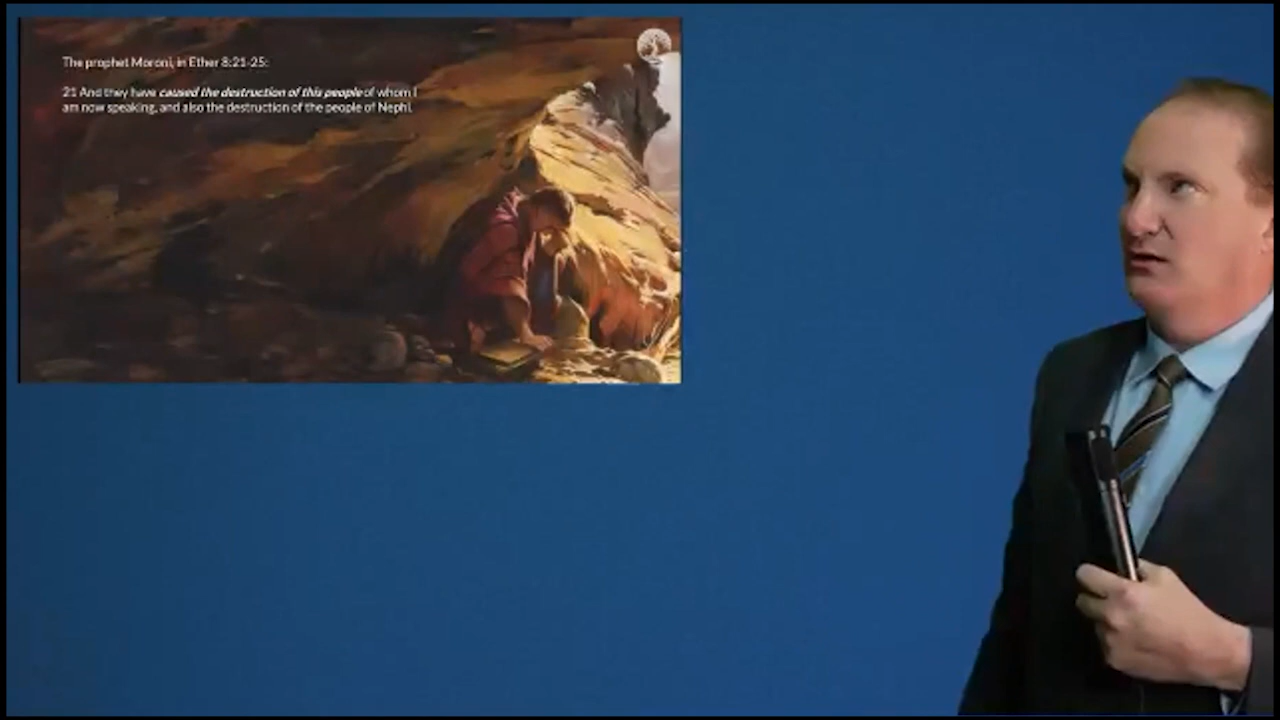 The prophet Moroni, in Ether 8:21-25:
21 And they have caused the destruction of this people of whom I
am now speaking, and also the destruction of the people of Nephi.